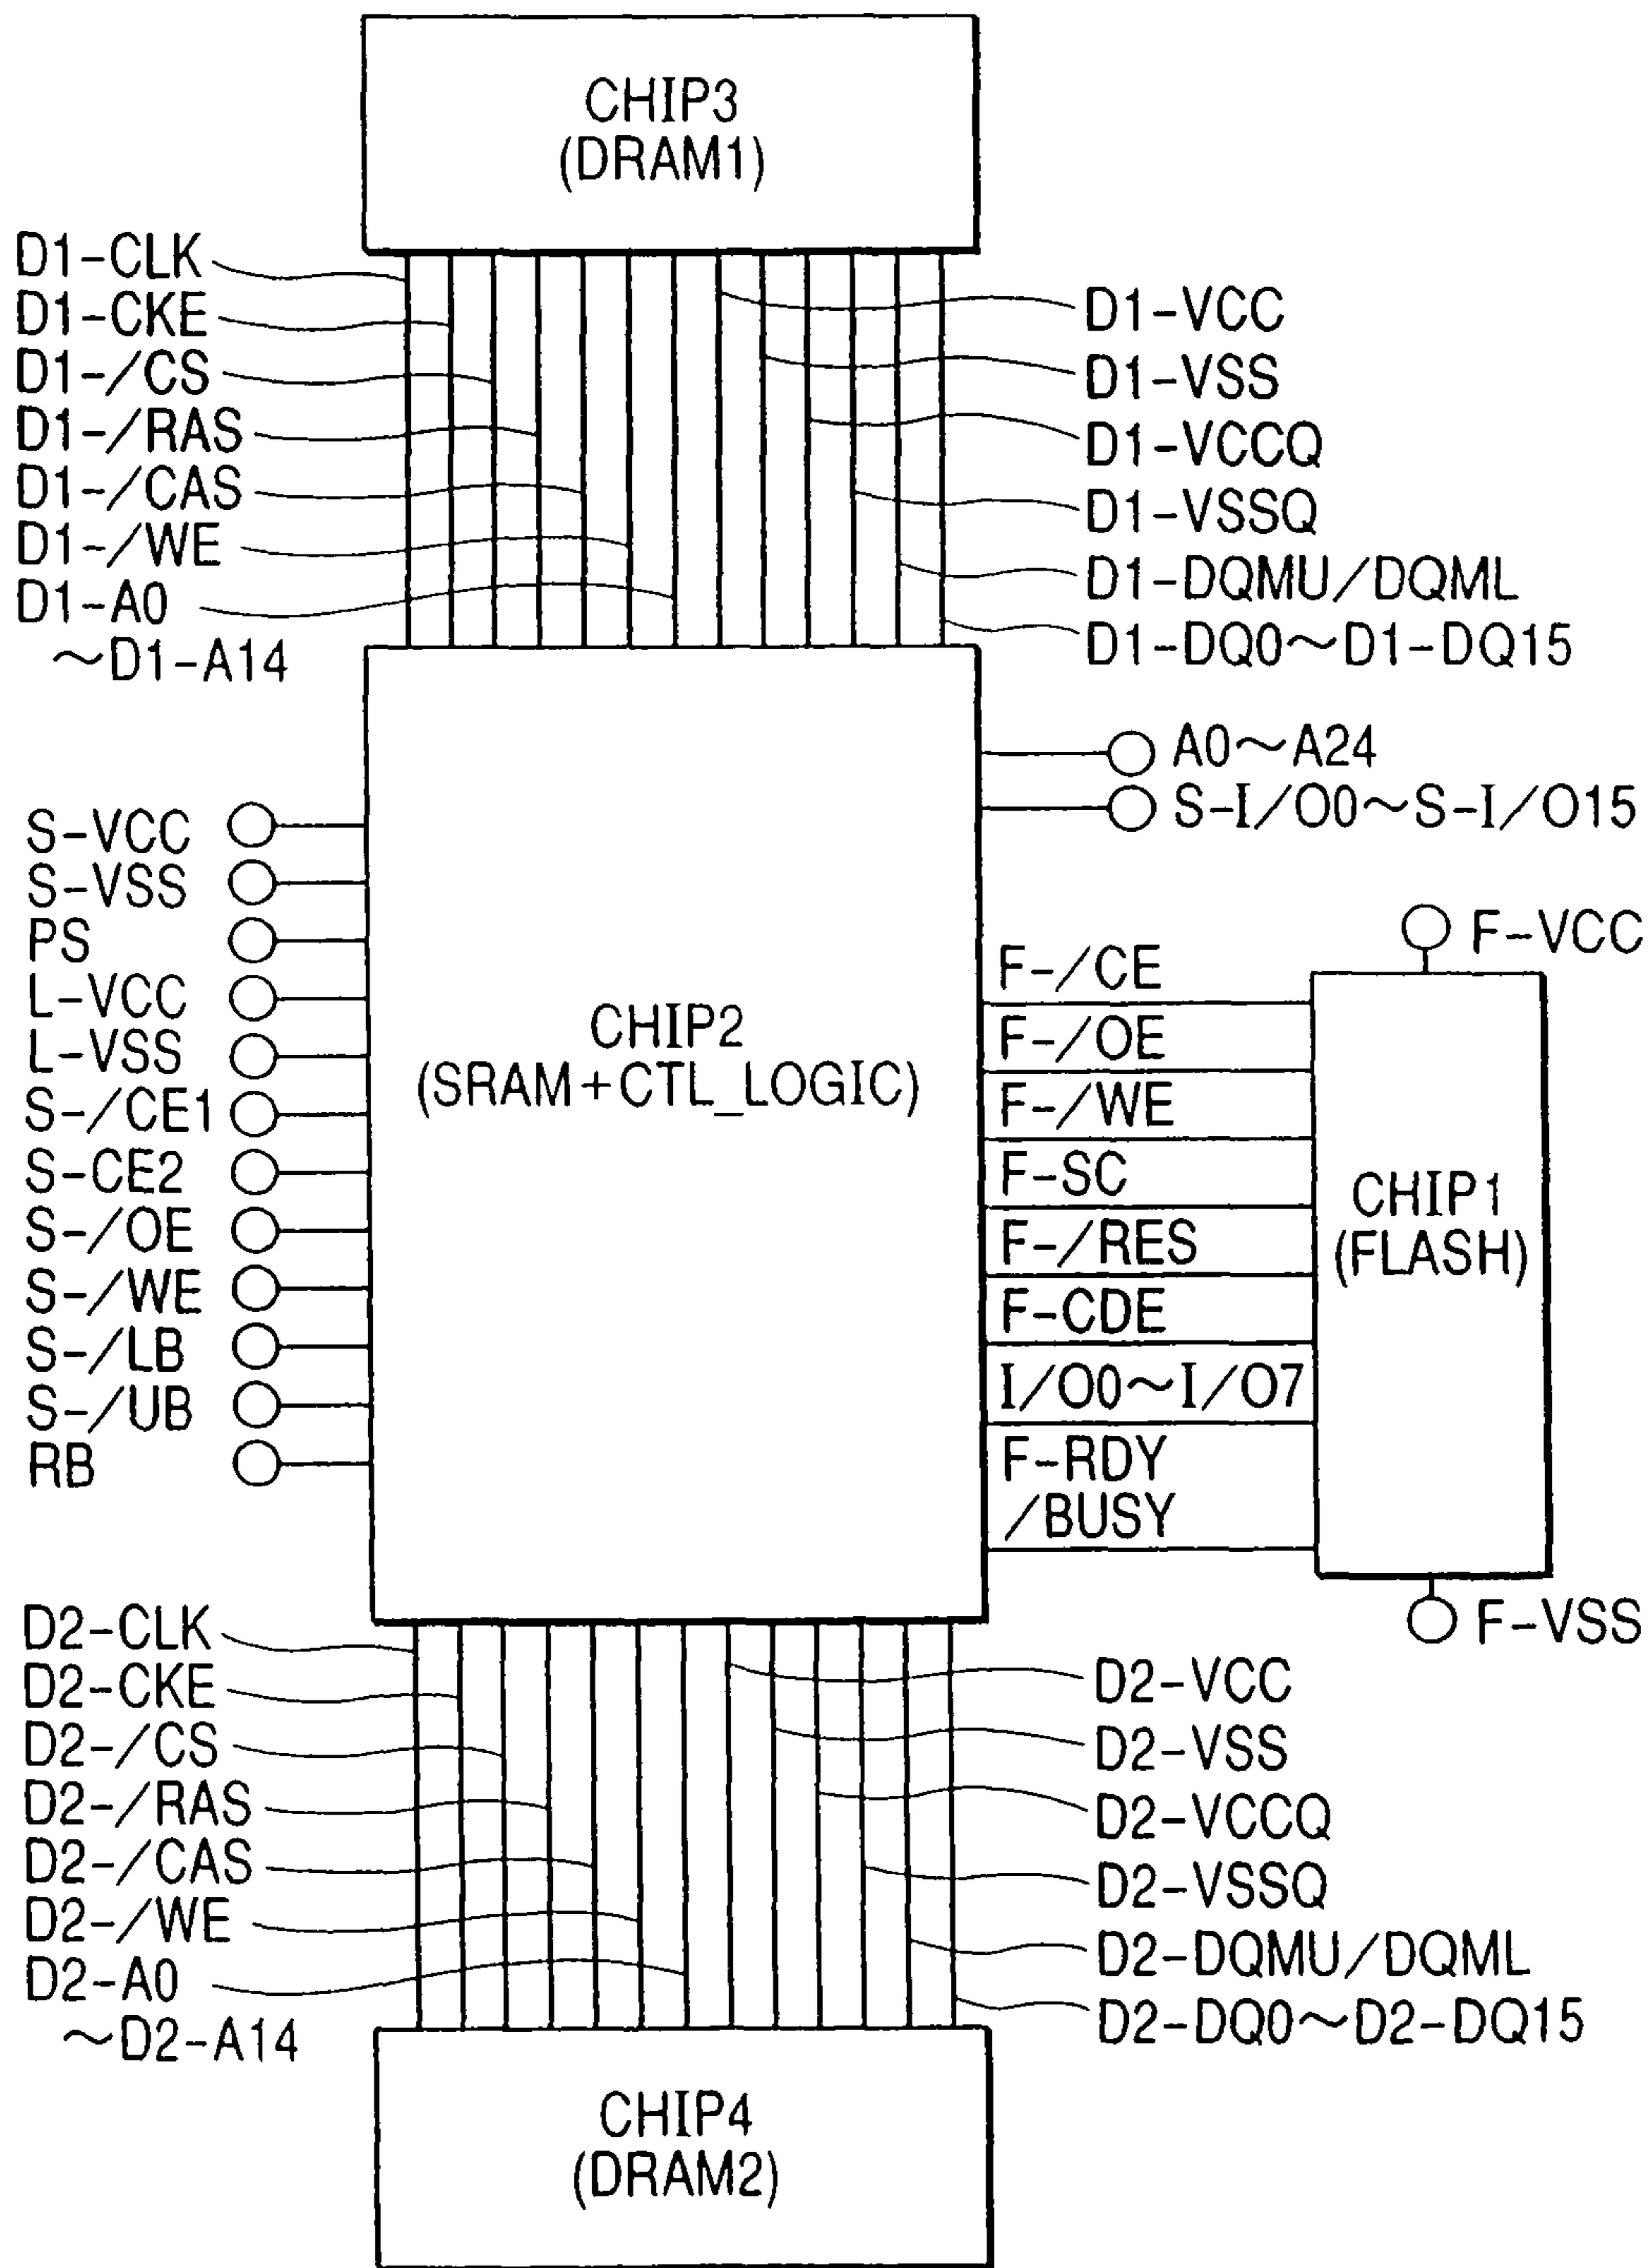 CHIP3
(DRAM1)
D1-CLK
D1-CKE
D1-/CS
D1-/RAS
D1-/CAS
D1-/WE
D1-A0
~D1-A14
D1-VCC
D1-VSS
D1-VCCQ
D1-VSSQ
D1-DQMU/DQML
D1-DQ0~D1-DQ15
A0~A24
S-I/O0~S-I/O15
S-VCC
S-VSS
PS
L-VCC
L-VSS
S-/CE1
S-CE2
S-/OE
S-/WE
S-/LB
S-/UB
RB
CHIP2
(SRAM+CTL_LOGIC)
F-/CE
F-/OE
F-/WE
F-SC
F-/RES
F-CDE
I/O0~I/O7
F-RDY
/BUSY
F-VCC
CHIP1
(FLASH)
F-VSS
D2-CLK
D2-CKE
D2-/CS
D2-/RAS
D2-/CAS
D2-/WE
D2-A0
~D2-A14
D2-VCC
D2-VSS
D2-VCCQ
D2-VSSQ
D2-DQMU/DQML
D2-DQ0~D2-DQ15
CHIP4
(DRAM2)